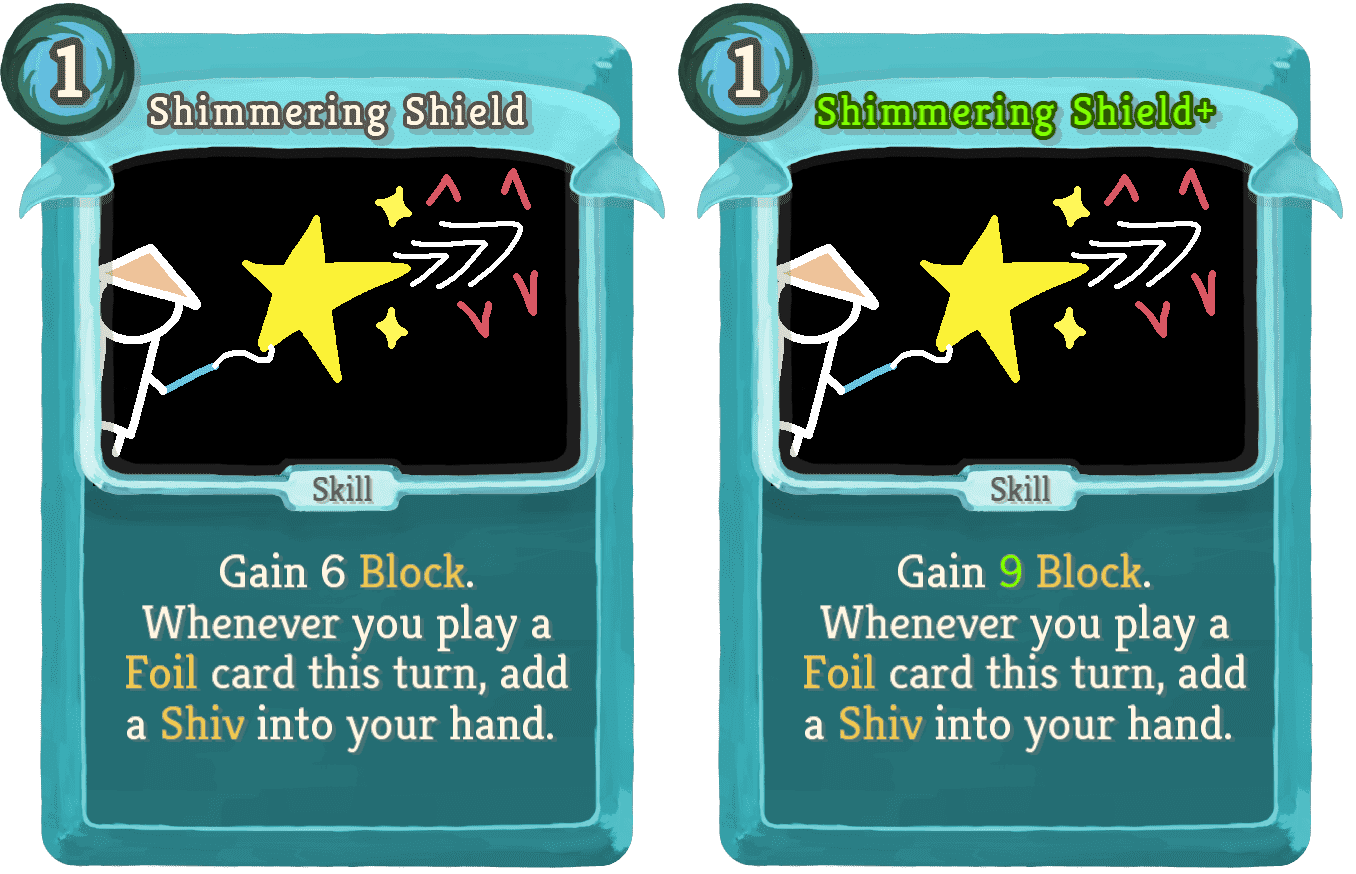 1
Shimmering Shield
Skill
Gain 6 Block.
Whenever you play a
Foil card this turn, add
a Shiv into your hand.
1
Shimmering Shield+
Skill
Gain 9 Block.
Whenever you play a
Foil card this turn, add
a Shiv into your hand.